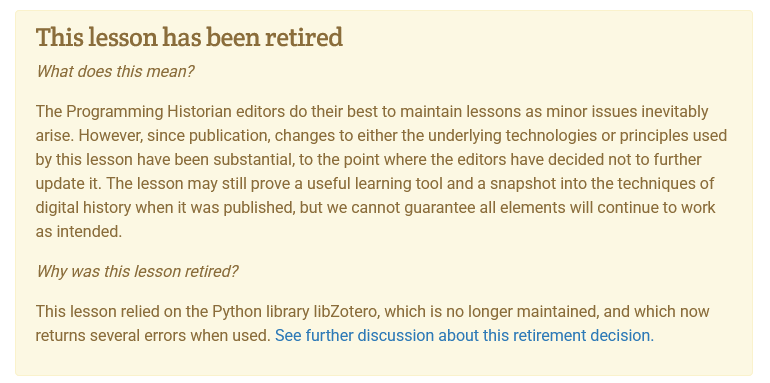 This lesson has been retired
What does this mean?
The Programming Historian editors do their best to maintain lessons as minor issues inevitably
arise. However, since publication, changes to either the underlying technologies or principles used
by this lesson have been substantial, to the point where the editors have decided not to further
update it. The lesson may still prove a useful learning tool and a snapshot into the techniques of
digital history when it was published, but we cannot guarantee all elements will continue to work
as intended.
Why was this lesson retired?
This lesson relied on the Python library libZotero, which is no longer maintained, and which now
returns several errors when used. See further discussion about this retirement decision.